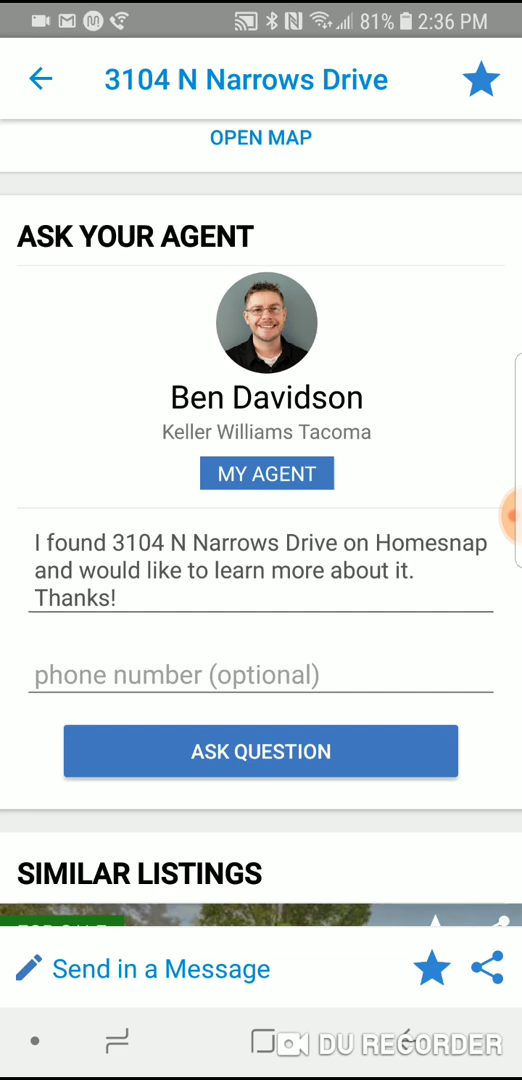 81% 2:36 PM
3104 N Narrows Drive
OPEN MAP
ASK YOUR AGENT
Ben Davidson
Keller Williams Tacoma
MY AGENT
I found 3104 N Narrows Drive on Homesnap
and would like to learn more about it.
Thanks!
phone number (optional)
ASK QUESTION
SIMILAR LISTINGS
FOR SALE
Send in a Message
DU RECORDER